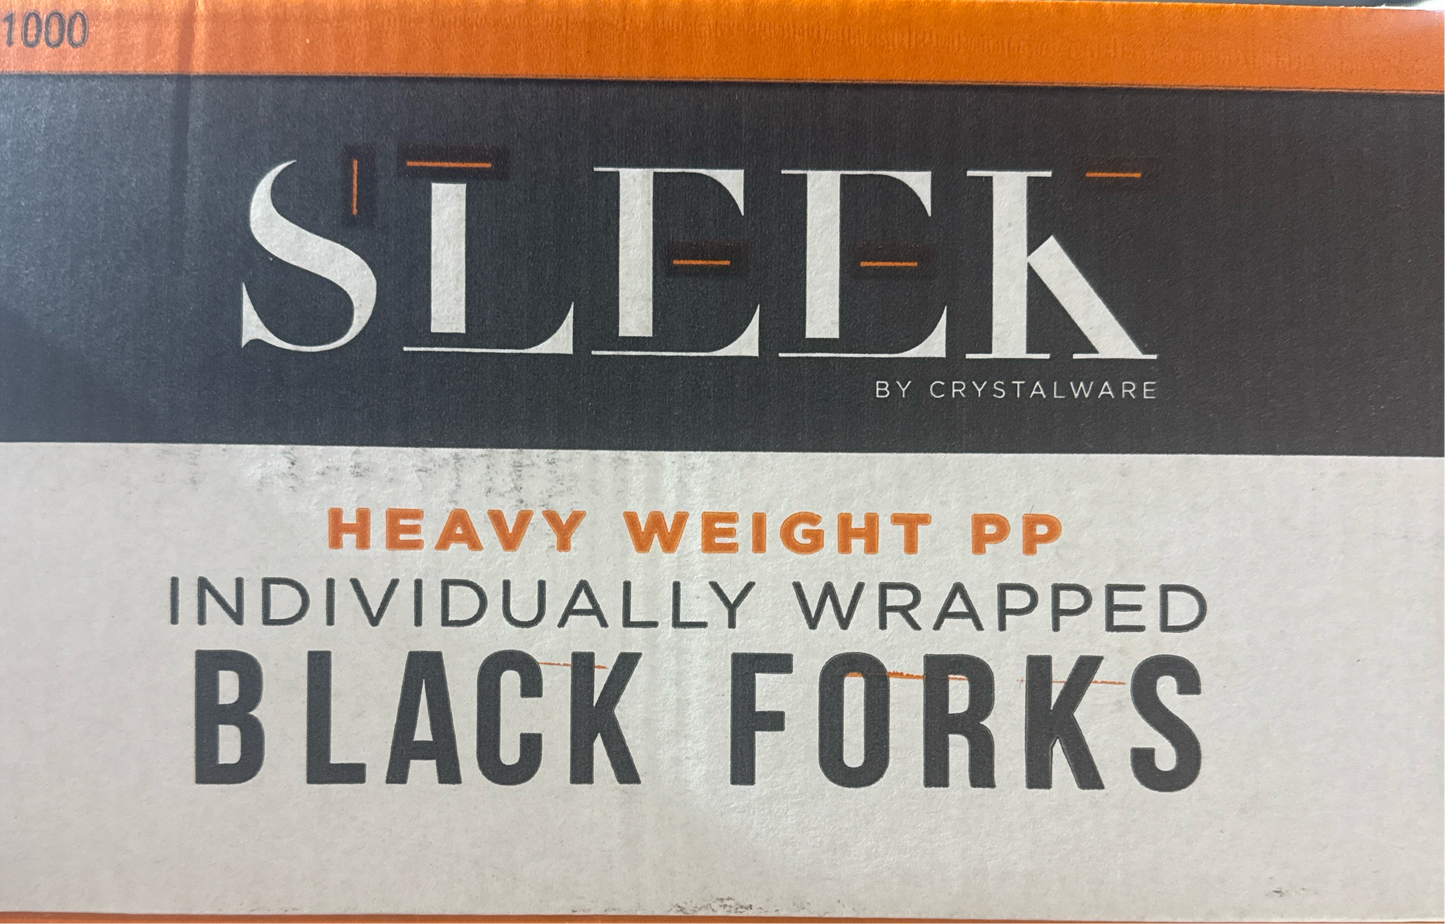 1000
SLEEK
BY CRYSTALWARE
HEAVY WEIGHT PP
INDIVIDUALLY WRAPPED
BLACK FORKS